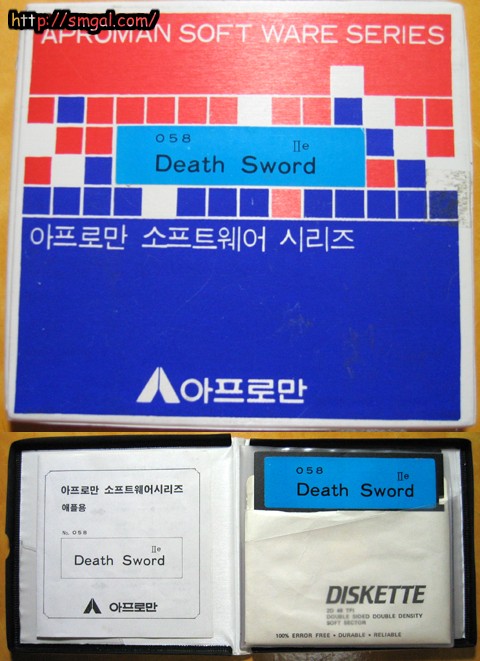 http://smgal.com/
APROMAN SOFT WARE SERIES
058
IIe
Death Sword
아프로만 소프트웨어 시리즈
아프로만
아프로만 소프트웨어시리즈
애플용
No. 058
IIe
Death Sword
아프로만
058
IIe
Death Sword
DISKETTE
2D 48 TPI
DOUBLE SIDED DOUBLE DENSITY
SOFT SECTOR
100% ERROR FREE • DURABLE • RELIABLE